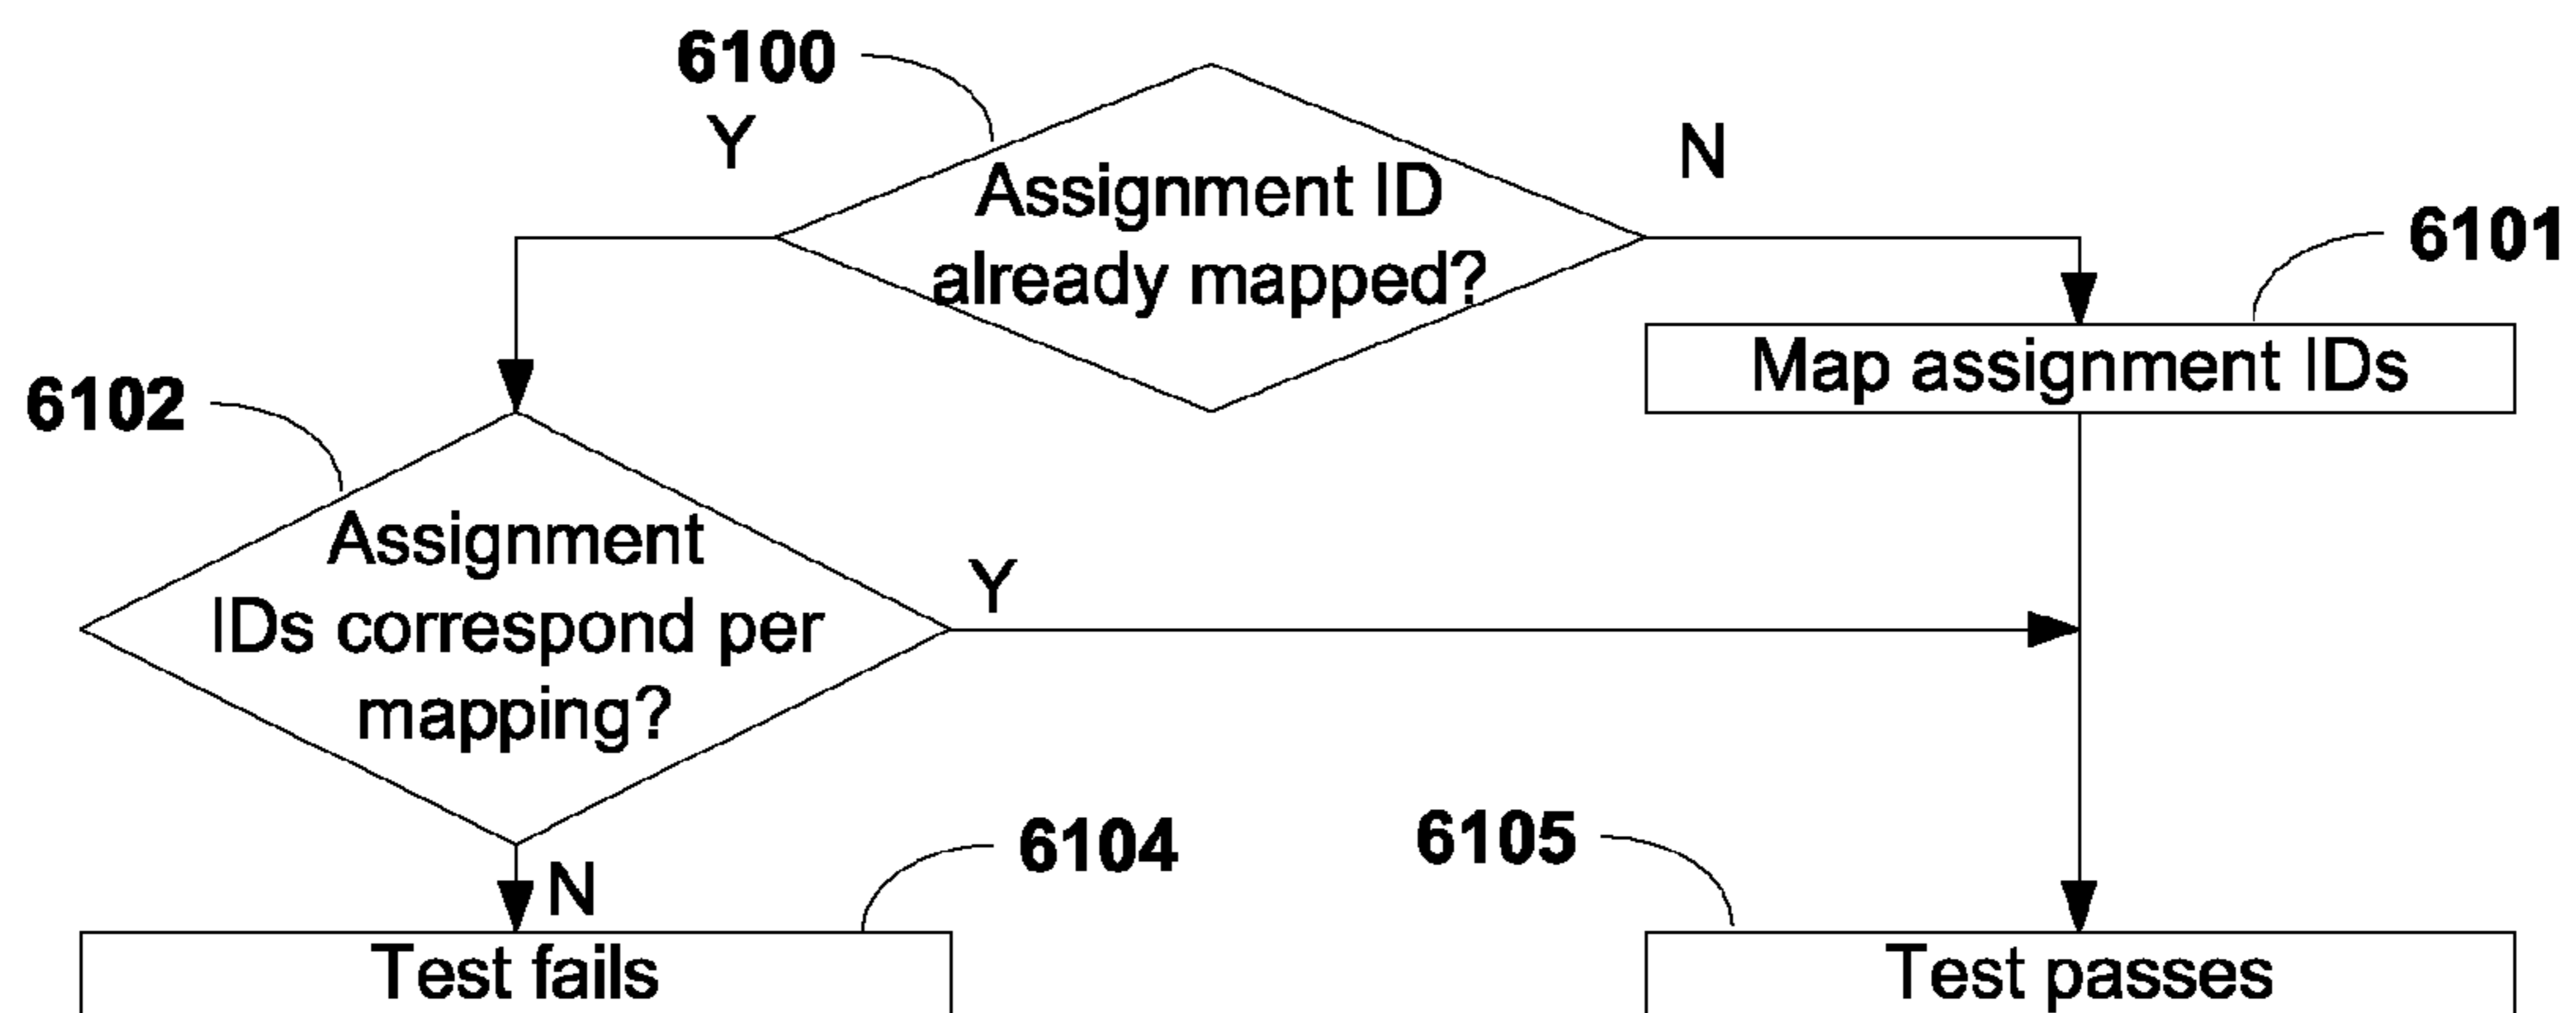 6100
Y
N
Assignment ID
already mapped?
6101
Map assignment IDs
6102
Assignment
IDs correspond per
mapping?
Y
N
6104
6105
Test fails
Test passes